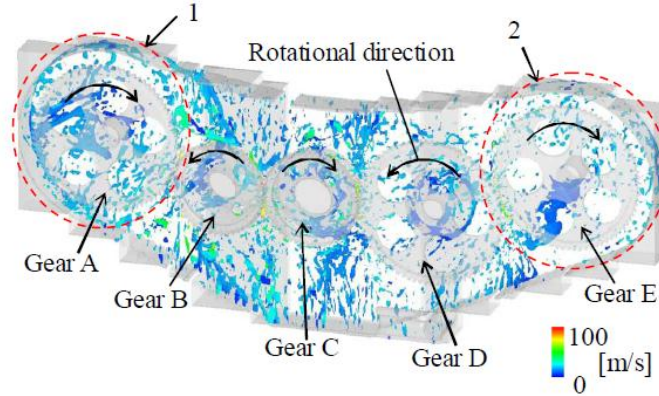 1
2
Rotational direction
Gear A
Gear B
Gear C
Gear D
Gear E
100
[m/s]
0